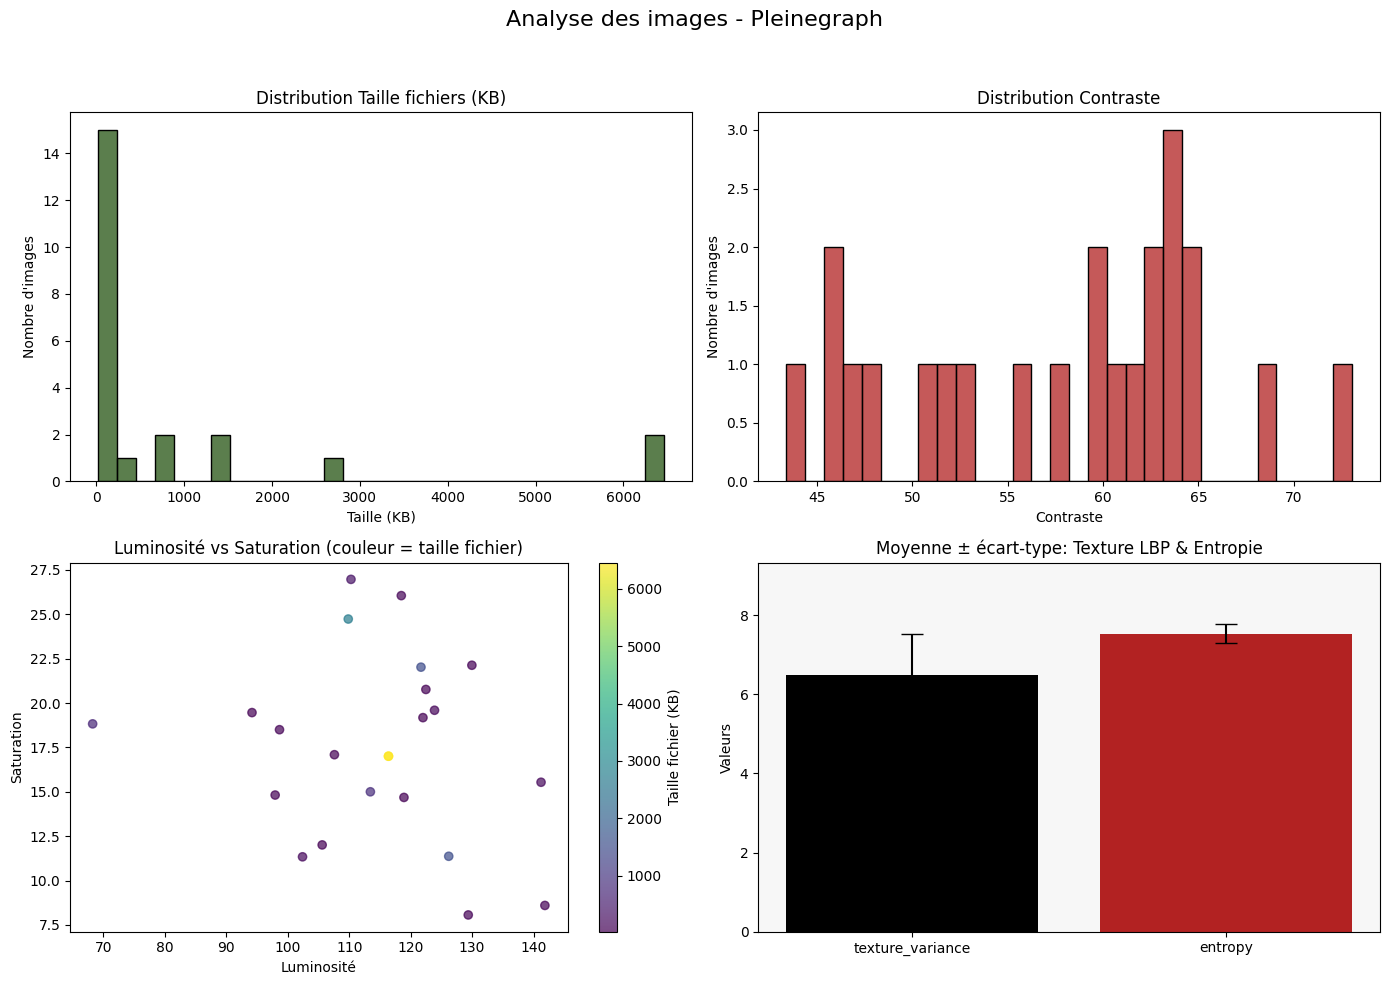 Analyse des images - Pleinegraph
Distribution Taille fichiers (KB)
Nombre d'images
14
12
10
8
6
4
2
0
0 1000 2000 3000 4000 5000 6000
Taille (KB)
Distribution Contraste
Nombre d'images
3.0
2.5
2.0
1.5
1.0
0.5
0.0
45 50 55 60 65 70
Contraste
Luminosité vs Saturation (couleur = taille fichier)
Saturation
27.5
25.0
22.5
20.0
17.5
15.0
12.5
10.0
7.5
70 80 90 100 110 120 130 140
Luminosité
6000
5000
4000
3000
2000
1000
Taille fichier (KB)
Moyenne ± écart-type: Texture LBP & Entropie
Valeurs
8
6
4
2
0
texture_variance entropy